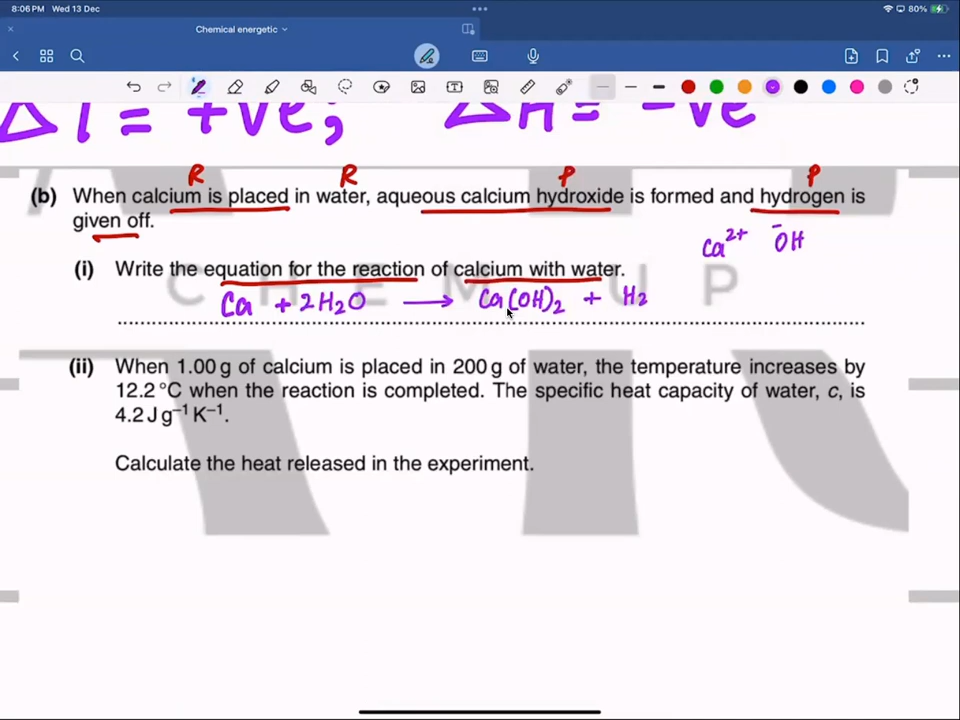 8:06 PM Wed 13 Dec
80%
Chemical energetic
ΔT = +ve; ΔH = -ve
R R P P
(b) When calcium is placed in water, aqueous calcium hydroxide is formed and hydrogen is
given off.
Ca²⁺ ⁻OH
(i) Write the equation for the reaction of calcium with water.
CHEM UP
Ca + 2H₂O ⟶ Ca(OH)₂ + H₂
(ii) When 1.00 g of calcium is placed in 200 g of water, the temperature increases by
12.2 °C when the reaction is completed. The specific heat capacity of water, c, is
4.2 J g⁻¹ K⁻¹.
Calculate the heat released in the experiment.